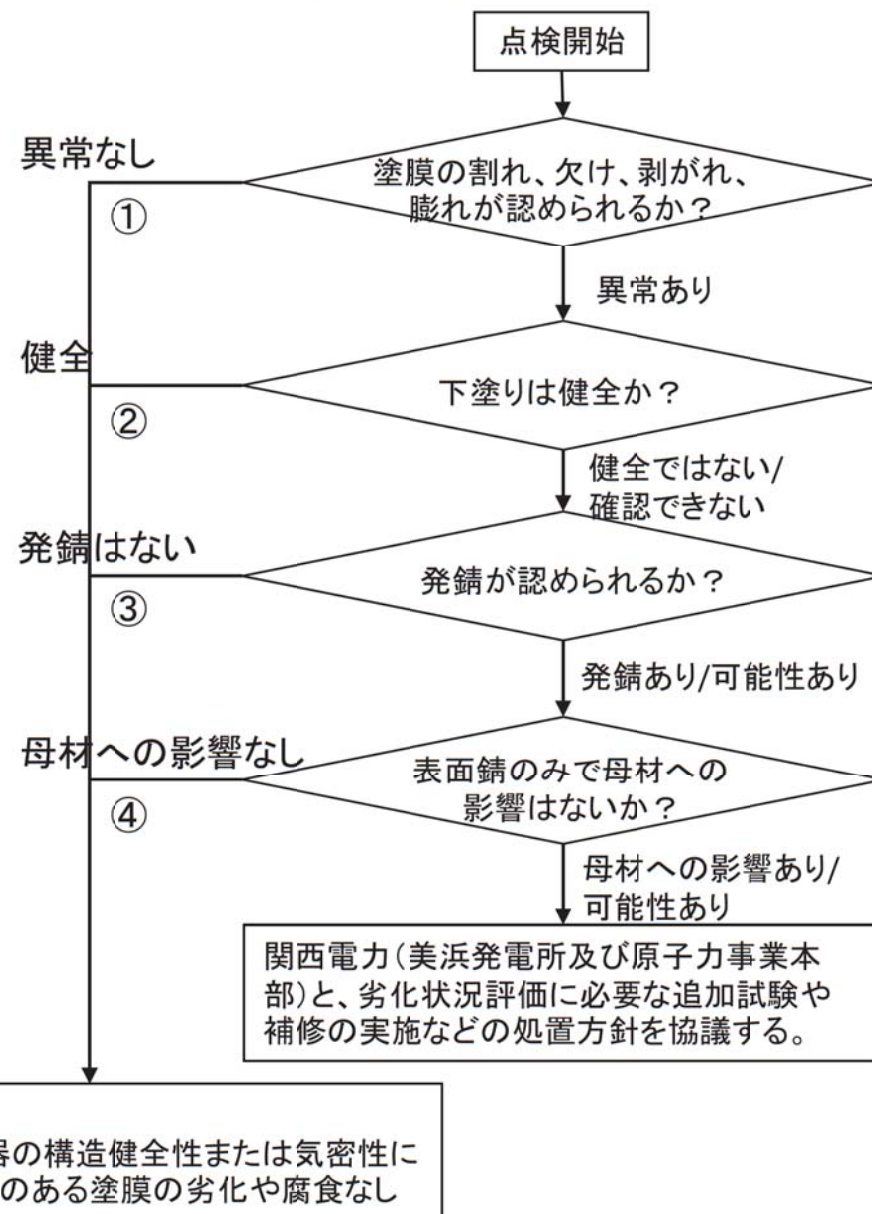 点検開始
異常なし
①
塗膜の割れ、欠け、剥がれ、
膨れが認められるか？
異常あり
健全
②
下塗りは健全か？
健全ではない/
確認できない
発錆はない
③
発錆が認められるか？
発錆あり/可能性あり
母材への影響なし
④
表面錆のみで母材への
影響はないか？
母材への影響あり/
可能性あり
関西電力（美浜発電所及び原子力事業本
部）と、劣化状況評価に必要な追加試験や
補修の実施などの処置方針を協議する。
器の構造健全性または気密性に
のある塗膜の劣化や腐食なし